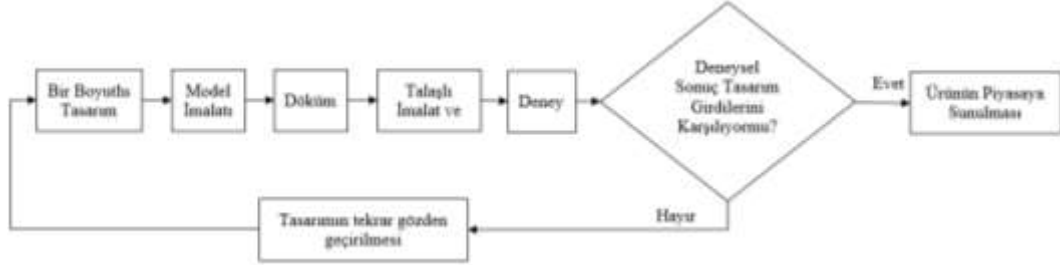 Bir Boyutlu
Tasarım
Model
İmalatı
Döküm
Talaşlı
İmalat ve
Deney
Deneysel
Sonuç Tasarım
Girdilerini
Karşılıyormu?
Evet
Ürünün Piyasaya
Sunulması
Hayır
Tasarımın tekrar gözden
geçirilmesi